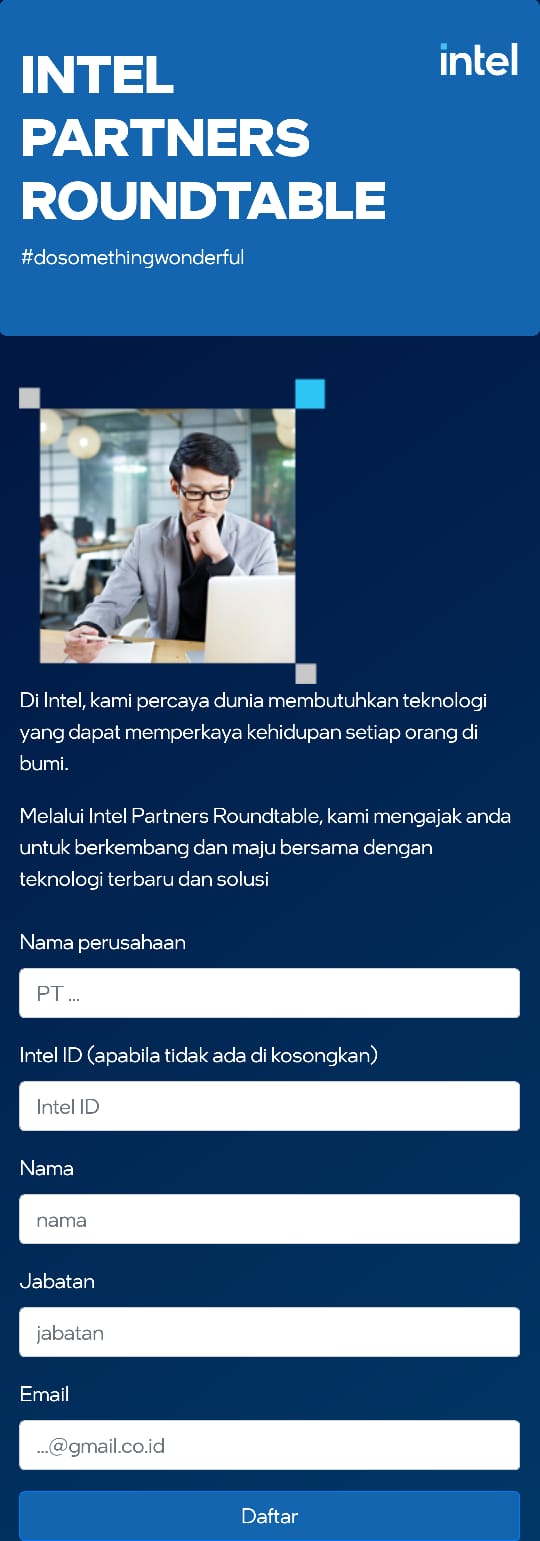 intel
INTEL
PARTNERS
ROUNDTABLE
#dosomethingwonderful
Di Intel, kami percaya dunia membutuhkan teknologi
yang dapat memperkaya kehidupan setiap orang di
bumi.
Melalui Intel Partners Roundtable, kami mengajak anda
untuk berkembang dan maju bersama dengan
teknologi terbaru dan solusi
Nama perusahaan
PT ...
Intel ID (apabila tidak ada di kosongkan)
Intel ID
Nama
nama
Jabatan
jabatan
Email
...@gmail.co.id
Daftar